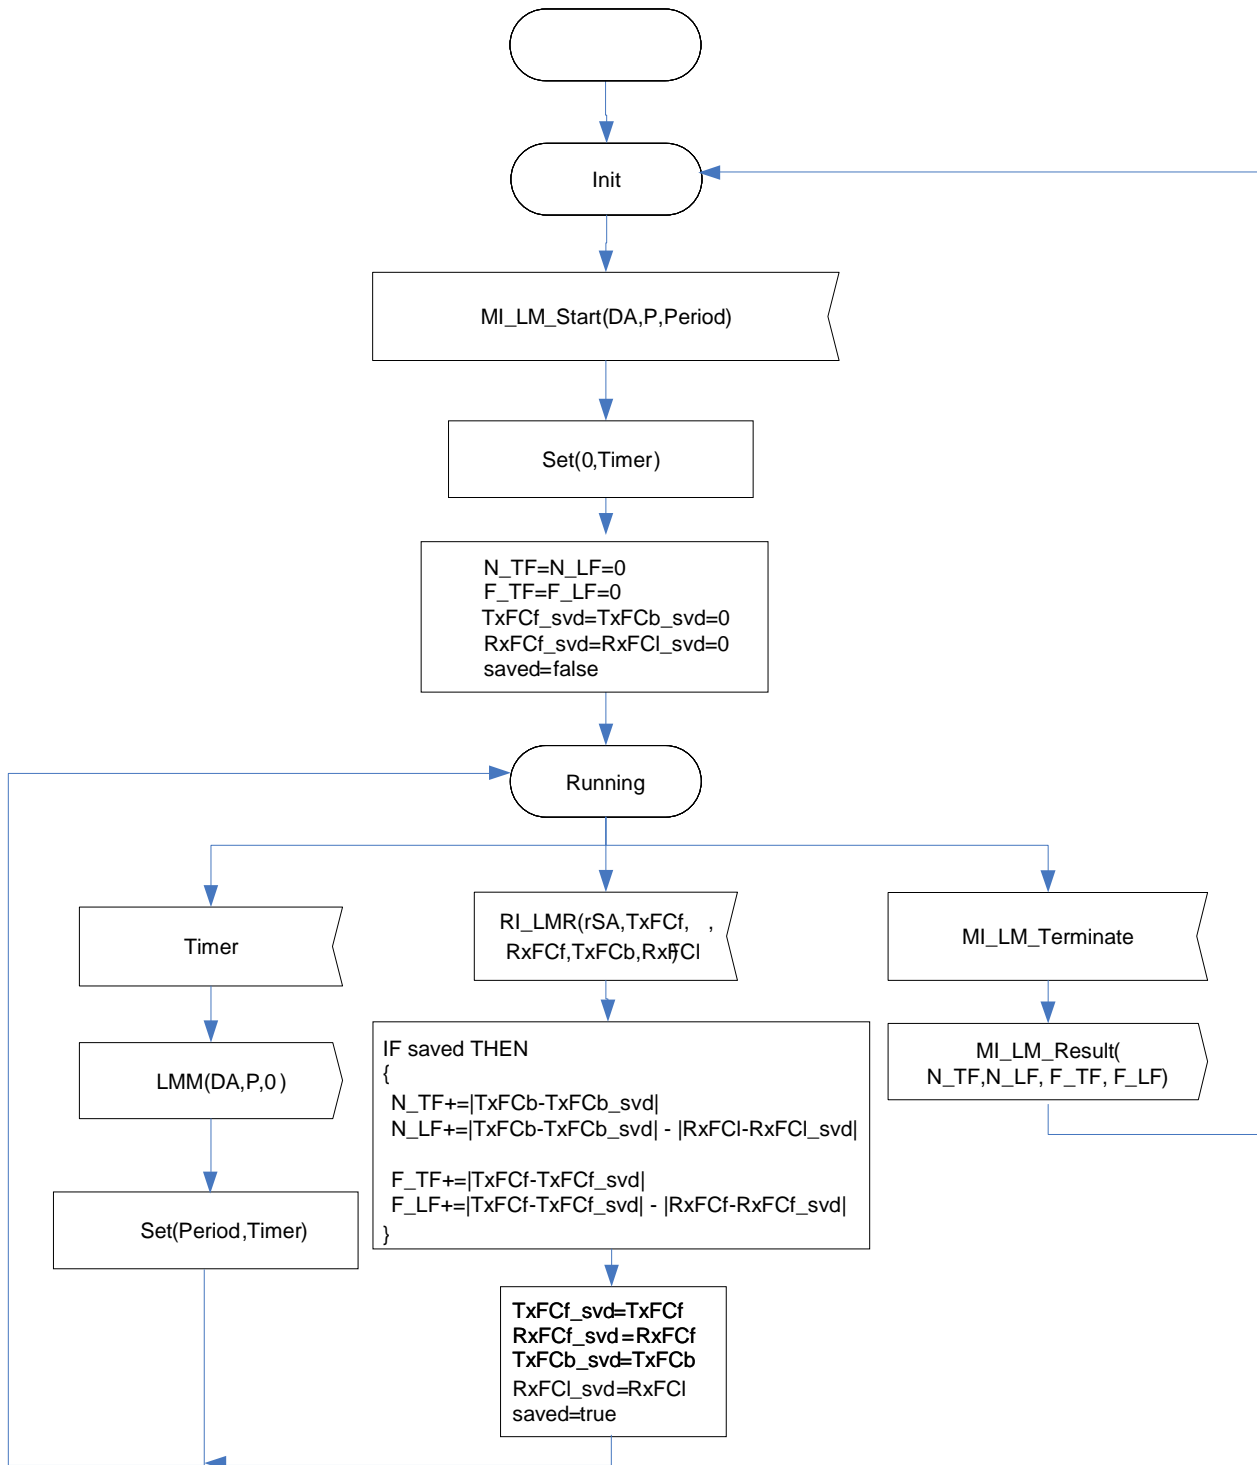 Init
MI_LM_Start(DA,P,Period)
Set(0,Timer)
N_TF=N_LF=0
F_TF=F_LF=0
TxFCf_svd=TxFCb_svd=0
RxFCf_svd=RxFCl_svd=0
saved=false
Running
Timer
RI_LMR(rSA,TxFCf, ,
RxFCf,TxFCb,RxFCl)
MI_LM_Terminate
LMM(DA,P,0)
IF saved THEN
{
N_TF+=|TxFCb-TxFCb_svd|
N_LF+=|TxFCb-TxFCb_svd| - |RxFCl-RxFCl_svd|
F_TF+=|TxFCf-TxFCf_svd|
F_LF+=|TxFCf-TxFCf_svd| - |RxFCf-RxFCf_svd|
}
MI_LM_Result(
N_TF,N_LF, F_TF, F_LF)
Set(Period,Timer)
TxFCf_svd=TxFCf
RxFCf_svd=RxFCf
TxFCb_svd=TxFCb
RxFCl_svd=RxFCl
saved=true